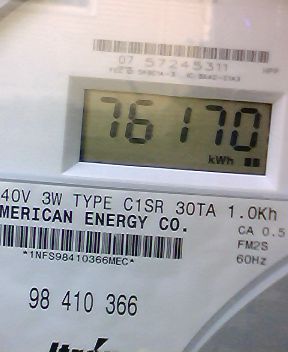 07 57245311
76170
kWh
40V 3W TYPE C1SR 30TA 1.0Kh
MERICAN ENERGY CO.
CA 0.5
FM2S
*1NFS98410366MEC*
60Hz
98 410 366
Itrón